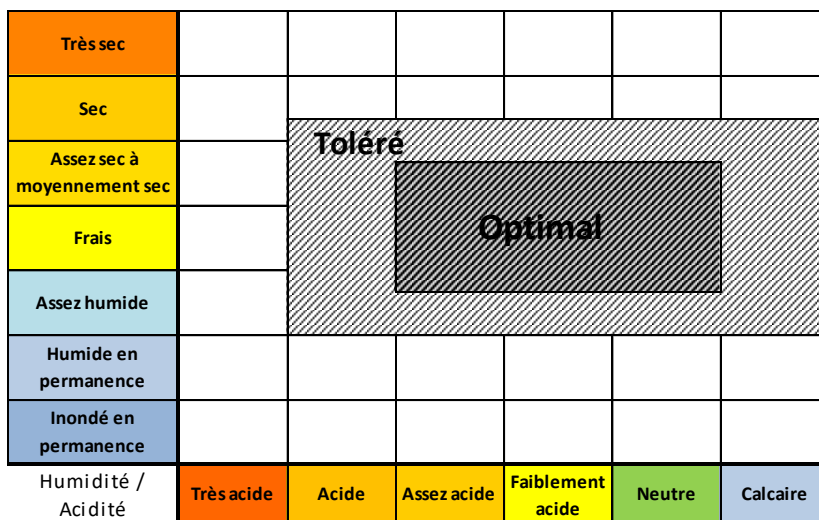 Très sec
Sec
Toléré
Assez sec à
moyennement sec
Optimal
Frais
Assez humide
Humide en
permanence
Inondé en
permanence
Humidité /
Acidité
Très acide
Acide
Assez acide
Faiblement
acide
Neutre
Calcaire